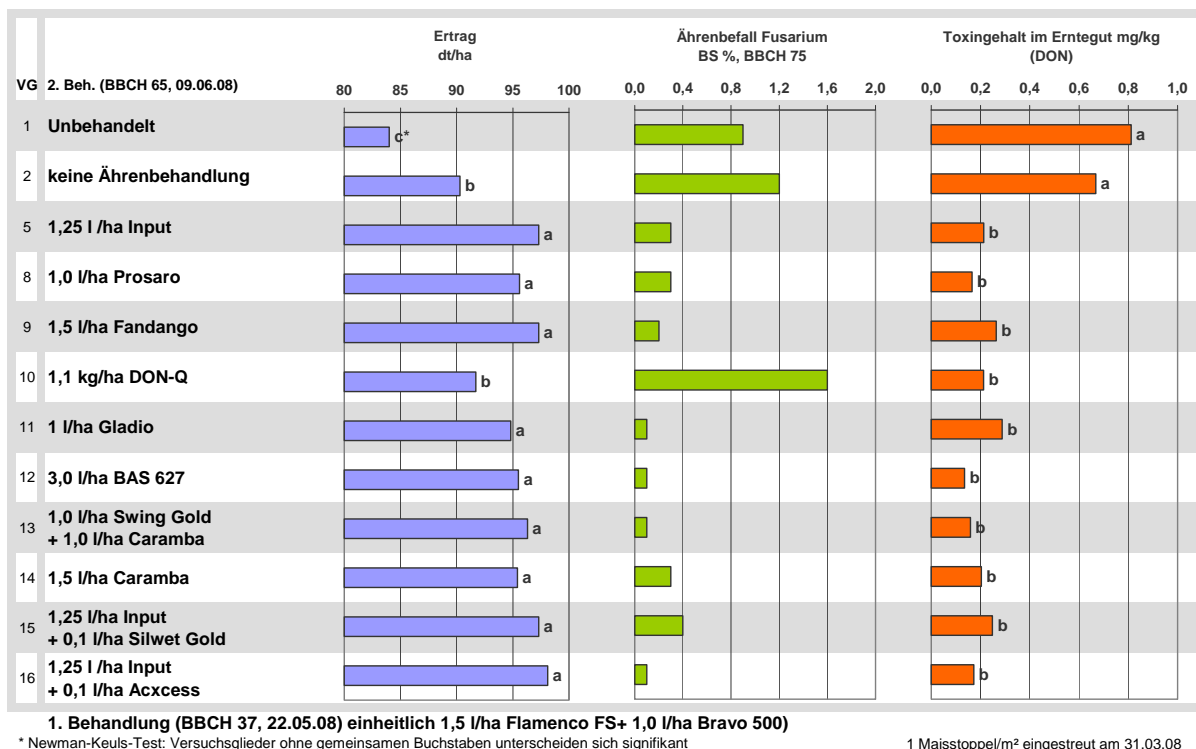 Ertrag
dt/ha
Ährenbefall Fusarium
BS %, BBCH 75
Toxingehalt im Erntegut mg/kg
(DON)
VG 2. Beh. (BBCH 65, 09.06.08)
80 85 90 95 100 0,0 0,4 0,8 1,2 1,6 2,0 0,0 0,2 0,4 0,6 0,8 1,0
1 Unbehandelt c* a
2 keine Ährenbehandlung b a
5 1,25 l /ha Input a b
8 1,0 l/ha Prosaro a b
9 1,5 l/ha Fandango a b
10 1,1 kg/ha DON-Q b b
11 1 l/ha Gladio a b
12 3,0 l/ha BAS 627 a b
13 1,0 l/ha Swing Gold
+ 1,0 l/ha Caramba a b
14 1,5 l/ha Caramba a b
15 1,25 l/ha Input
+ 0,1 l/ha Silwet Gold a b
16 1,25 l /ha Input
+ 0,1 l/ha Acxcess a b
1. Behandlung (BBCH 37, 22.05.08) einheitlich 1,5 l/ha Flamenco FS+ 1,0 l/ha Bravo 500)
* Newman-Keuls-Test: Versuchsglieder ohne gemeinsamen Buchstaben unterscheiden sich signifikant
1 Maisstoppel/m² eingestreut am 31.03.08